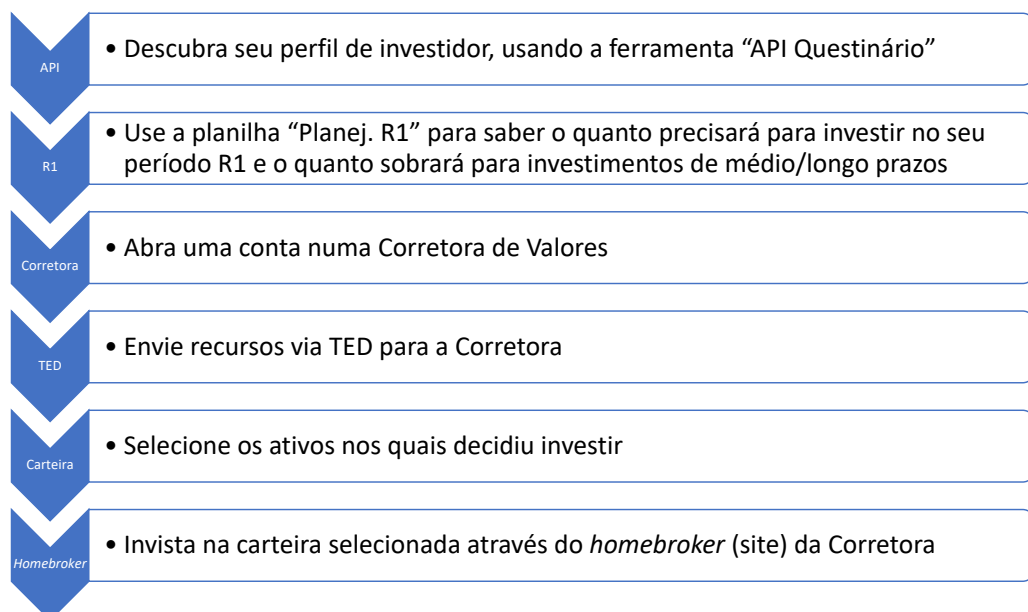 API
• Descubra seu perfil de investidor, usando a ferramenta “API Questinário”
R1
• Use a planilha “Planej. R1” para saber o quanto precisará para investir no seu
período R1 e o quanto sobrará para investimentos de médio/longo prazos
Corretora
• Abra uma conta numa Corretora de Valores
TED
• Envie recursos via TED para a Corretora
Carteira
• Selecione os ativos nos quais decidiu investir
Homebroker
• Invista na carteira selecionada através do homebroker (site) da Corretora